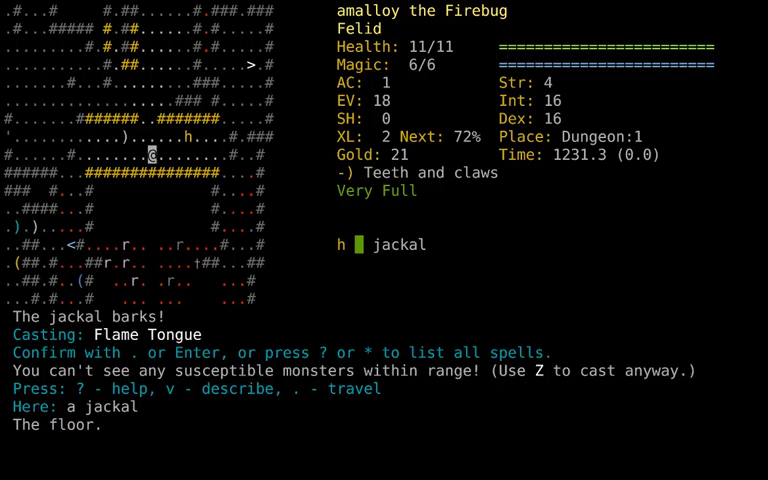 amalloy the Firebug
Felid
Health: 11/11 ========================
Magic: 6/6 ========================
AC: 1 Str: 4
EV: 18 Int: 16
SH: 0 Dex: 16
XL: 2 Next: 72% Place: Dungeon:1
Gold: 21 Time: 1231.3 (0.0)
-) Teeth and claws
Very Full
h jackal
The jackal barks!
Casting: Flame Tongue
Confirm with . or Enter, or press ? or * to list all spells.
You can't see any susceptible monsters within range! (Use Z to cast anyway.)
Press: ? - help, v - describe, . - travel
Here: a jackal
The floor.